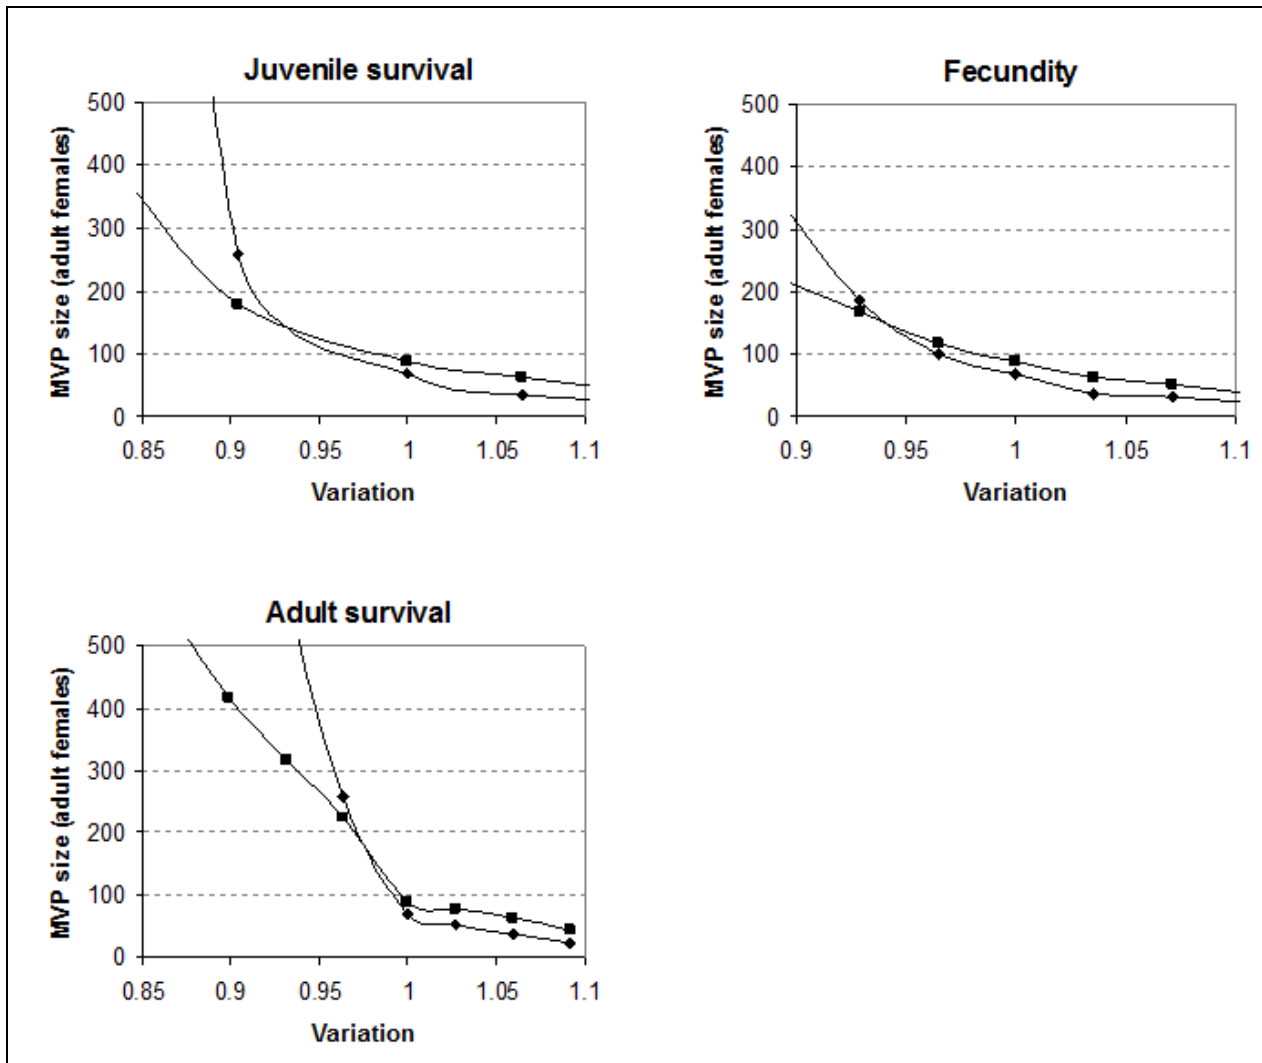 Juvenile survival
500
400
300
200
100
0
MVP size (adult females)
0.85 0.9 0.95 1 1.05 1.1
Variation
Fecundity
500
400
300
200
100
0
MVP size (adult females)
0.9 0.95 1 1.05 1.1
Variation
Adult survival
500
400
300
200
100
0
MVP size (adult females)
0.85 0.9 0.95 1 1.05 1.1
Variation